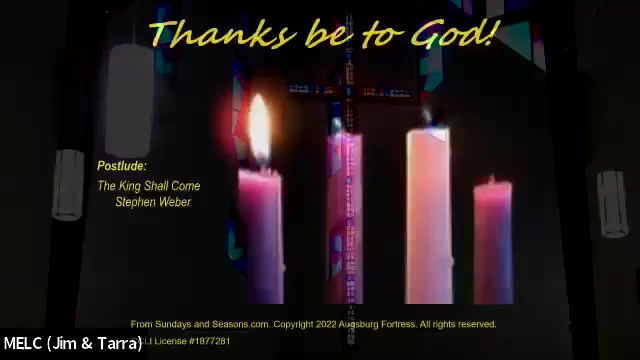 Thanks be to God!
Postlude:
The King Shall Come
Stephen Weber
From Sundays and Seasons.com. Copyright 2022 Augsburg Fortress. All rights reserved.
MELC (Jim & Tarra)
LI License #1877281